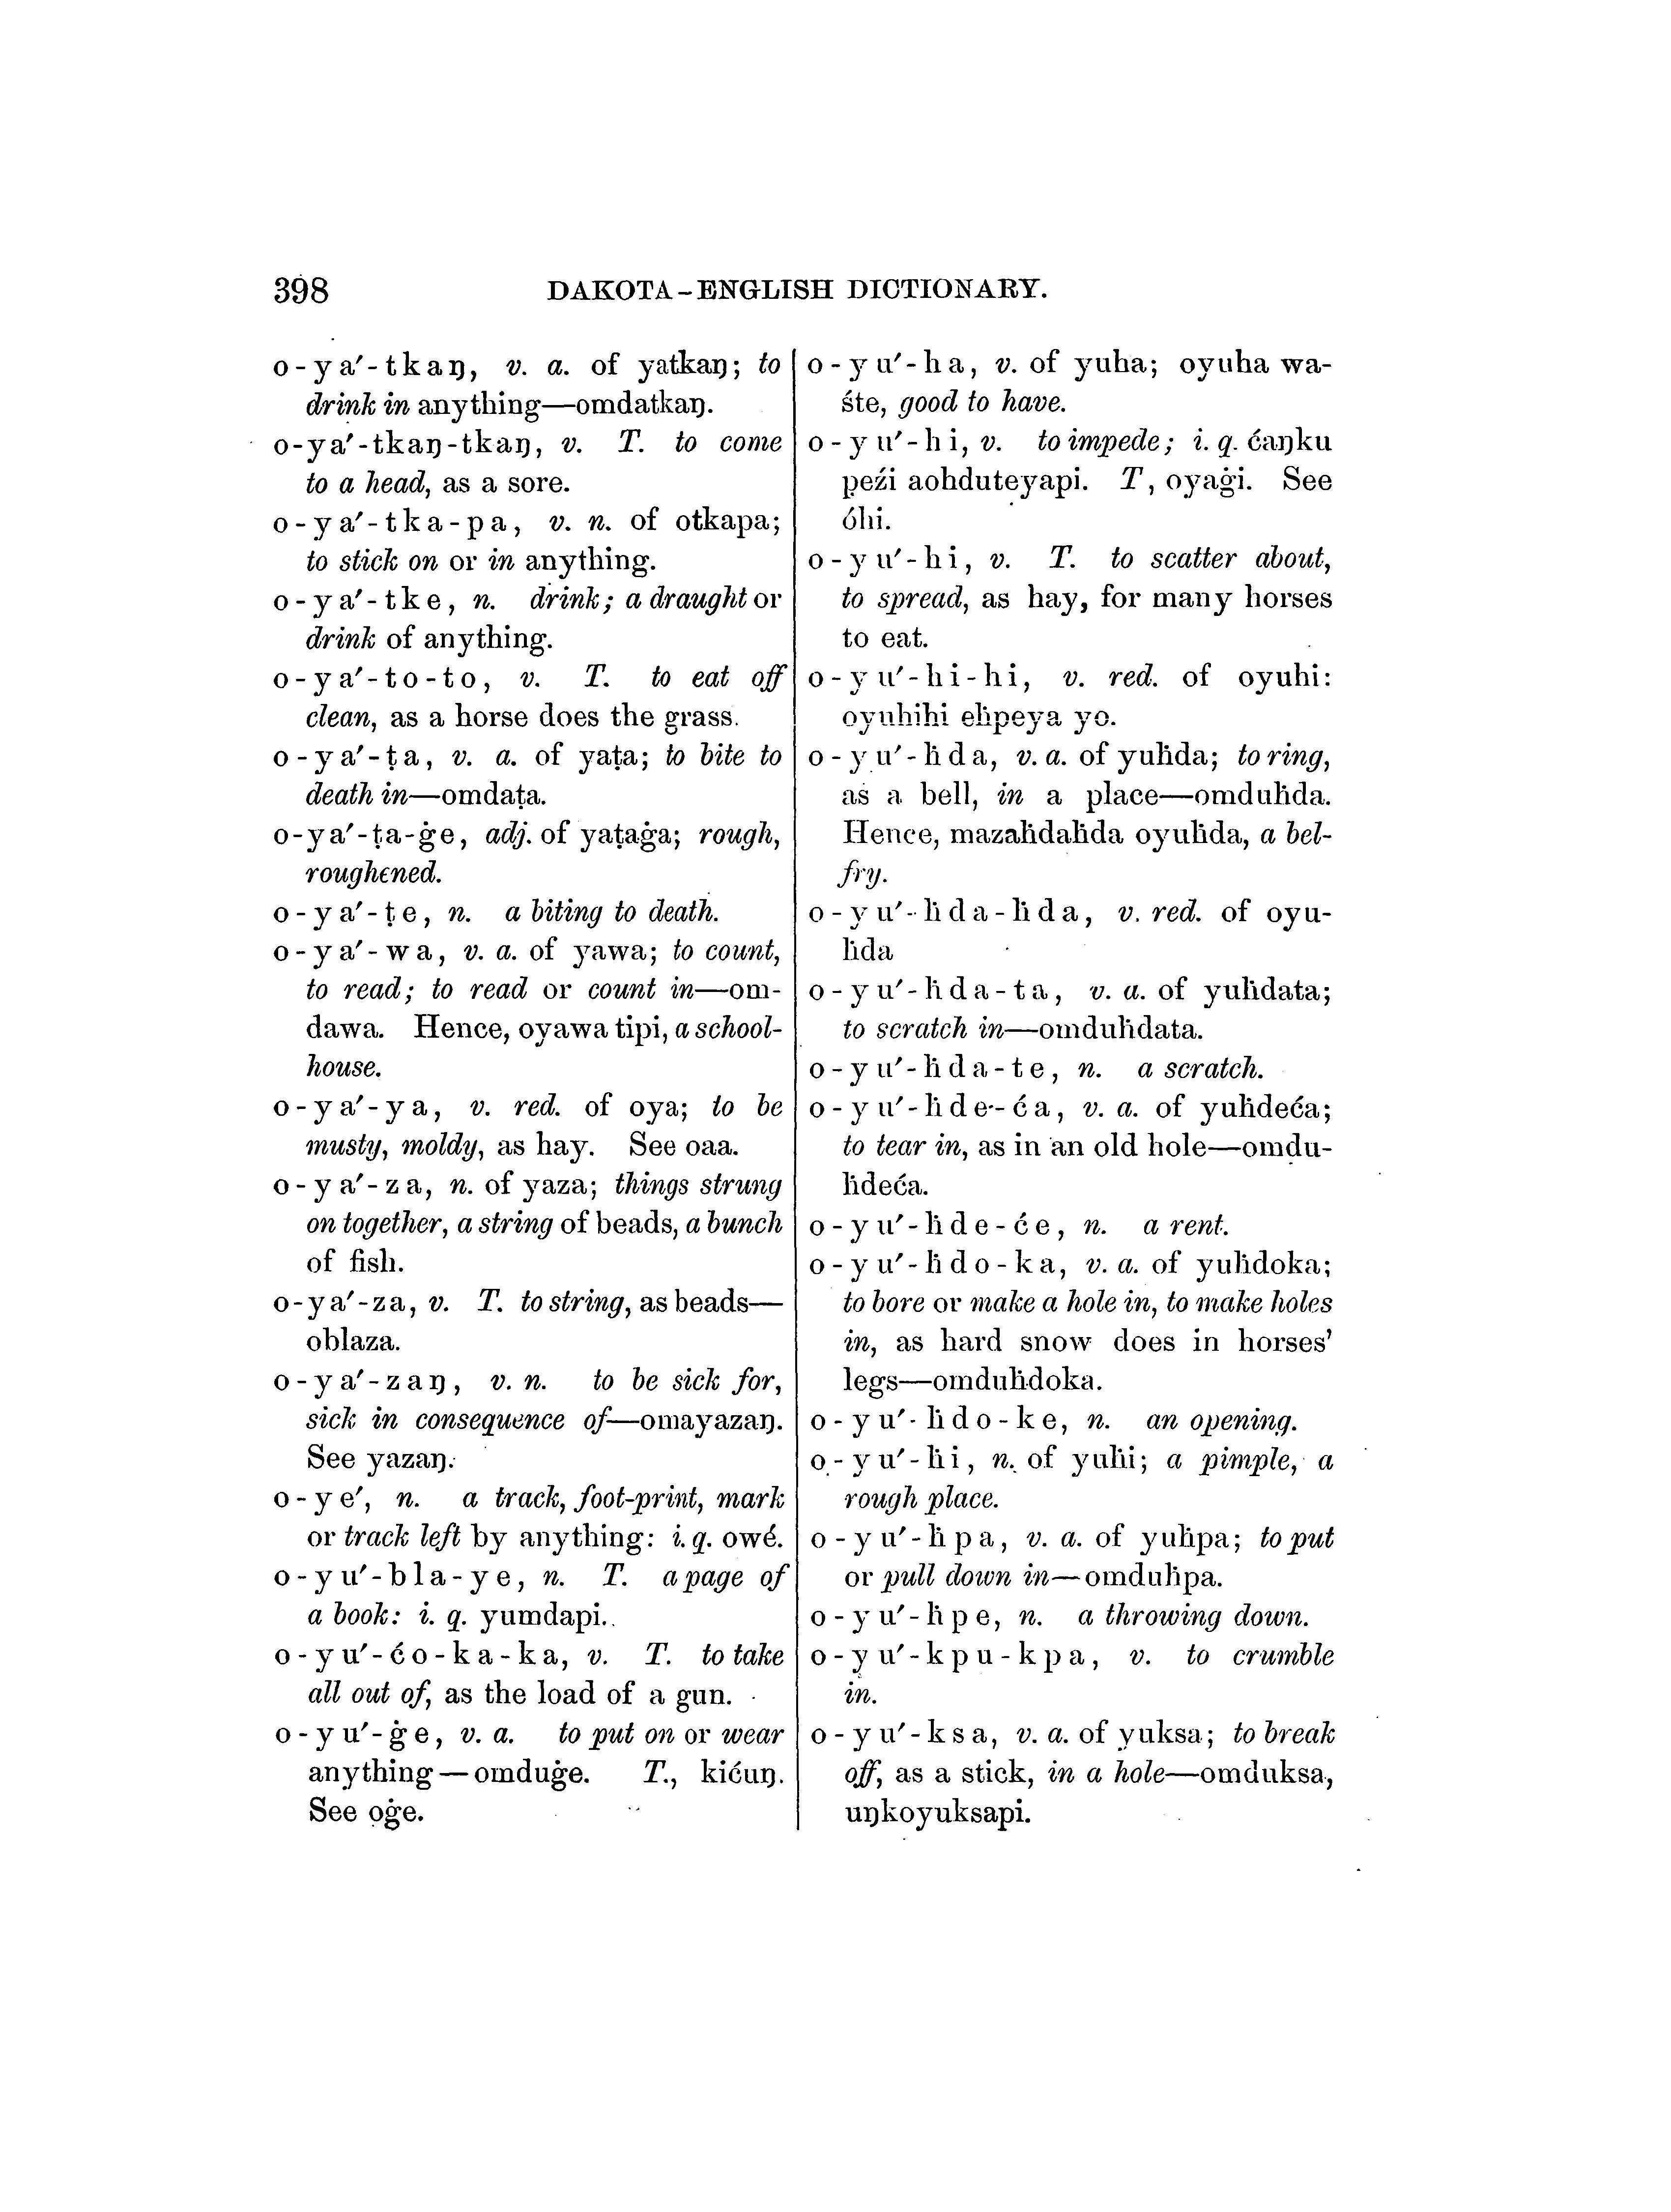 398 DAKOTA-ENGLISH DICTIONARY.
o-ya′-tkaŋ, v. a. of yatkaŋ; to
drink in anything—omdatkaŋ.
o-ya′-tkaŋ-tkaŋ, v. T. to come
to a head, as a sore.
o-ya′-tka-pa, v. n. of otkapa;
to stick on or in anything.
o-ya′-tke, n. drink; a draught or
drink of anything.
o-ya′-to-to, v. T. to eat off
clean, as a horse does the grass.
o-ya′-ṭa, v. a. of yaṭa; to bite to
death in—omdaṭa.
o-ya′-ṭa-ġe, adj. of yaṭaġa; rough,
roughened.
o-ya′-ṭe, n. a biting to death.
o-ya′-wa, v. a. of yawa; to count,
to read; to read or count in—om-
dawa. Hence, oyawa tipi, a school-
house.
o-ya′-ya, v. red. of oya; to be
musty, moldy, as hay. See oaa.
o-ya′-za, n. of yaza; things strung
on together, a string of beads, a bunch
of fish.
o-ya′-za, v. T. to string, as beads—
oblaza.
o-ya′-zaŋ, v. n. to be sick for,
sick in consequence of—omayazaŋ.
See yazaŋ.
o-ye′, n. a track, foot-print, mark
or track left by anything: i. q. owé.
o-yu′-bla-ye, n. T. a page of
a book: i. q. yumdapi.
o-yu′-ćo-ka-ka, v. T. to take
all out of, as the load of a gun.
o-yu′-ġe, v. a. to put on or wear
anything—omduġe. T., kićuŋ.
See oġe.
o-yu′-ha, v. of yuha; oyuha wa-
śte, good to have.
o-yu′-hi, v. to impede; i. q. ćaŋku
peźi aohduteyapi. T, oyaġi. See
óhi.
o-yu′-hi, v. T. to scatter about,
to spread, as hay, for many horses
to eat.
o-yu′-hi-hi, v. red. of oyuhi:
oyuhihi eḣpeya yo.
o-yu′-ḣda, v. a. of yuḣda; to ring,
as a bell, in a place—omduḣda.
Hence, mazaḣdaḣda oyuḣda, a bel-
fry.
o-yu′-ḣda-ḣda, v. red. of oyu-
ḣda
o-yu′-ḣda-ta, v. a. of yuḣdata;
to scratch in—omduḣdata.
o-yu′-ḣda-te, n. a scratch.
o-yu′-ḣde-ća, v. a. of yuḣdeća;
to tear in, as in an old hole—omdu-
ḣdeća.
o-yu′-ḣde-će, n. a rent.
o-yu′-ḣdo-ka, v. a. of yuḣdoka;
to bore or make a hole in, to make holes
in, as hard snow does in horses'
legs—omduḣdoka.
o-yu′-ḣdo-ke, n. an opening.
o-yu′-ḣi, n. of yuḣi; a pimple, a
rough place.
o-yu′-ḣpa, v. a. of yuḣpa; to put
or pull down in—omduḣpa.
o-yu′-ḣpe, n. a throwing down.
o-yu′-kpu-kpa, v. to crumble
in.
o-yu′-ksa, v. a. of yuksa; to break
off, as a stick, in a hole—omduksa,
uŋkoyuksapi.